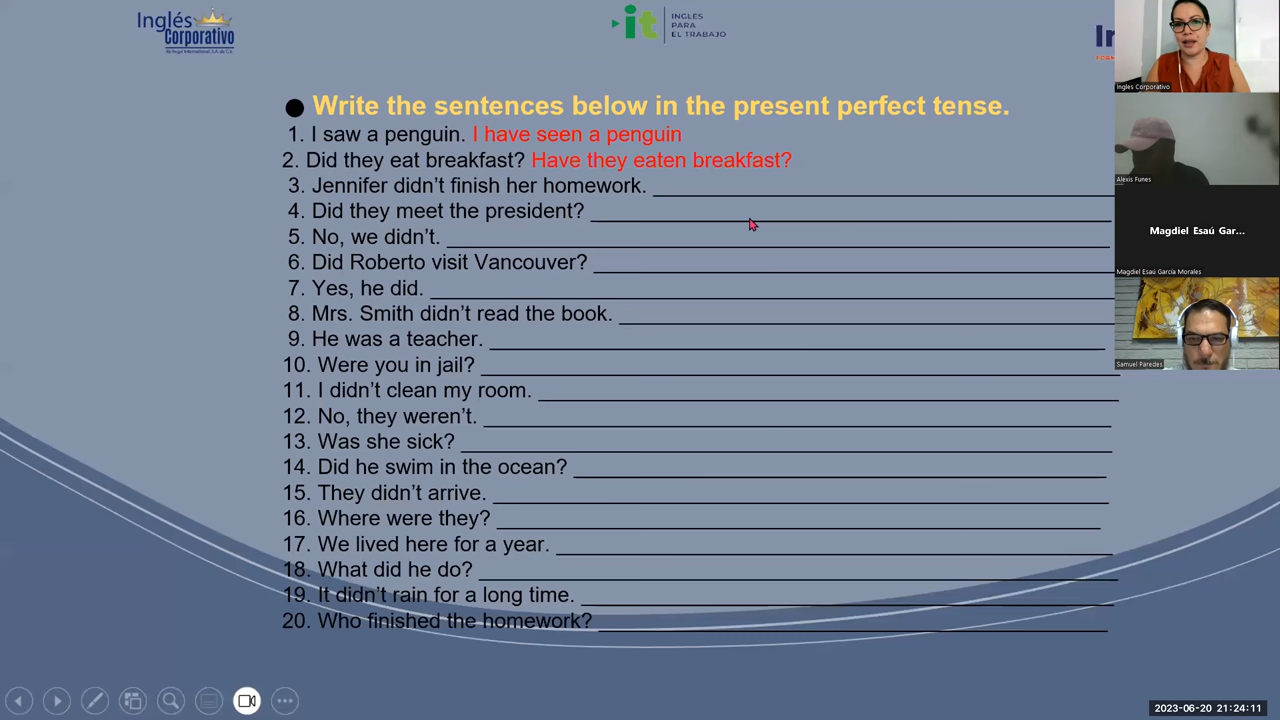 Inglés
Corporativo
it
INGLÉS
PARA
EL TRABAJO
Write the sentences below in the present perfect tense.
1. I saw a penguin. I have seen a penguin
2. Did they eat breakfast? Have they eaten breakfast?
3. Jennifer didn’t finish her homework.
4. Did they meet the president?
5. No, we didn’t.
6. Did Roberto visit Vancouver?
7. Yes, he did.
8. Mrs. Smith didn’t read the book.
9. He was a teacher.
10. Were you in jail?
11. I didn’t clean my room.
12. No, they weren’t.
13. Was she sick?
14. Did he swim in the ocean?
15. They didn’t arrive.
16. Where were they?
17. We lived here for a year.
18. What did he do?
19. It didn’t rain for a long time.
20. Who finished the homework?
Ingles Corporativo
Alexis Funes
Magdiel Esaú Gar...
Magdiel Esaú García Morales
Samuel Paredes
2023-06-20 21:24:11